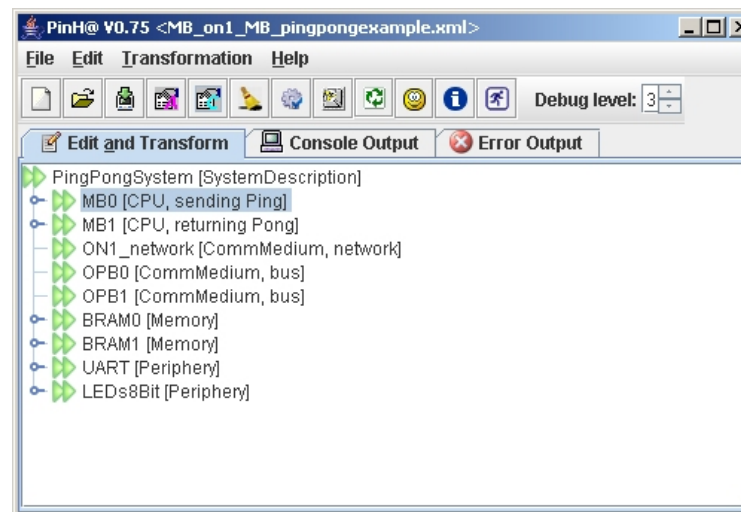 PinH@ V0.75 <MB_on1_MB_pingpongexample.xml>
File Edit Transformation Help
Debug level: 3
Edit and Transform Console Output Error Output
PingPongSystem [SystemDescription]
MB0 [CPU, sending Ping]
MB1 [CPU, returning Pong]
ON1_network [CommMedium, network]
OPB0 [CommMedium, bus]
OPB1 [CommMedium, bus]
BRAM0 [Memory]
BRAM1 [Memory]
UART [Periphery]
LEDs8Bit [Periphery]